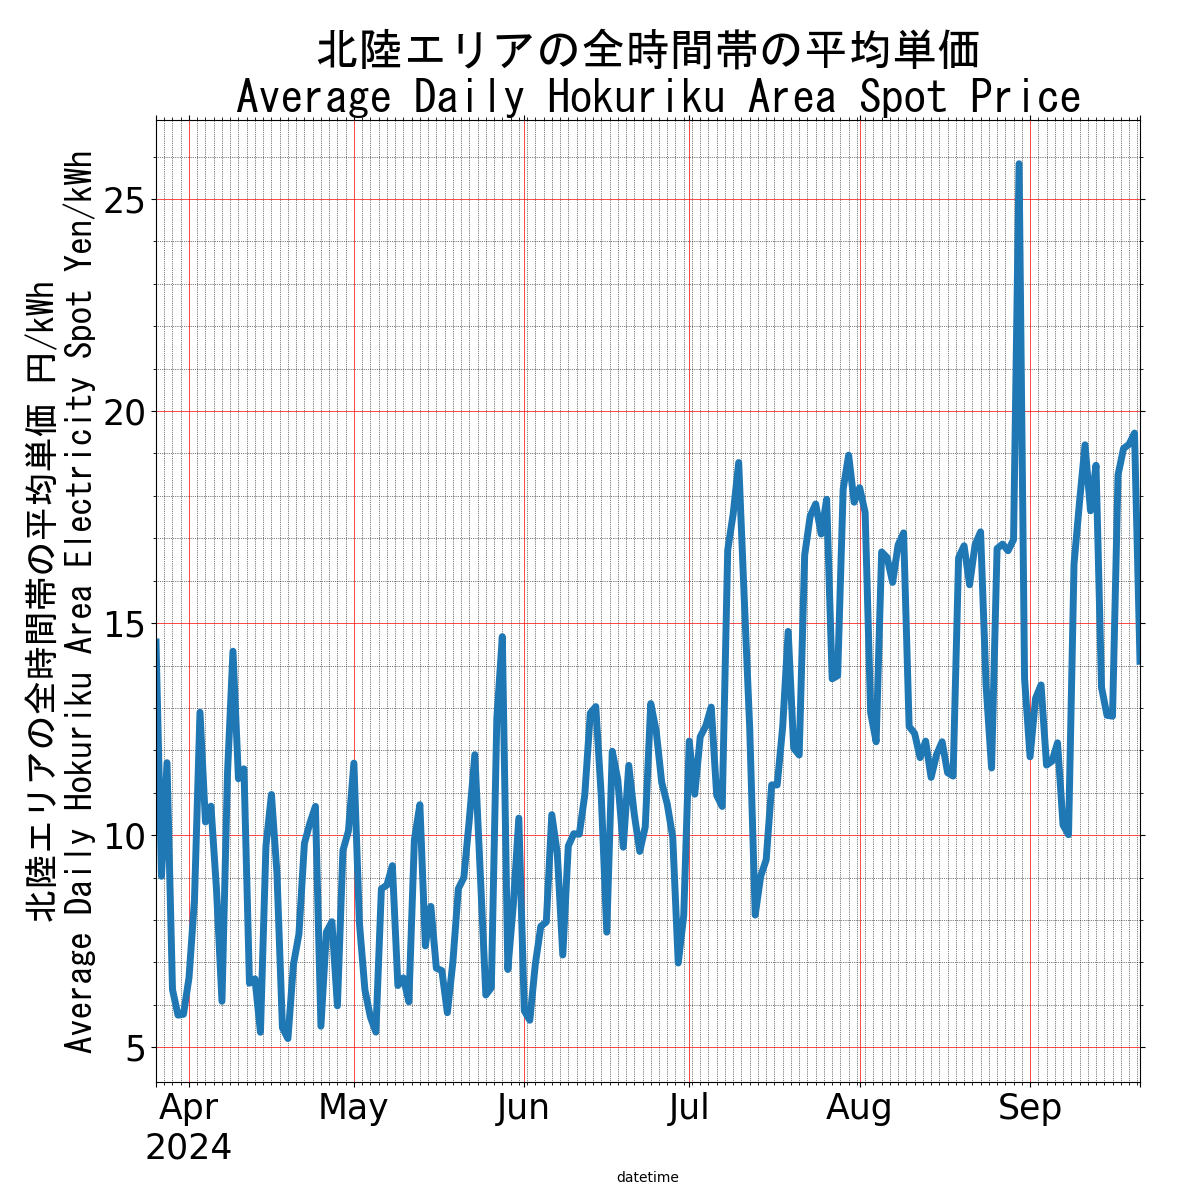 北陸エリアの全時間帯の平均単価
Average Daily Hokuriku Area Spot Price
北陸エリアの全時間帯の平均単価 円/kWh
Average Daily Hokuriku Area Electricity Spot Yen/kWh
25
20
15
10
5
Apr May Jun Jul Aug Sep
2024
datetime